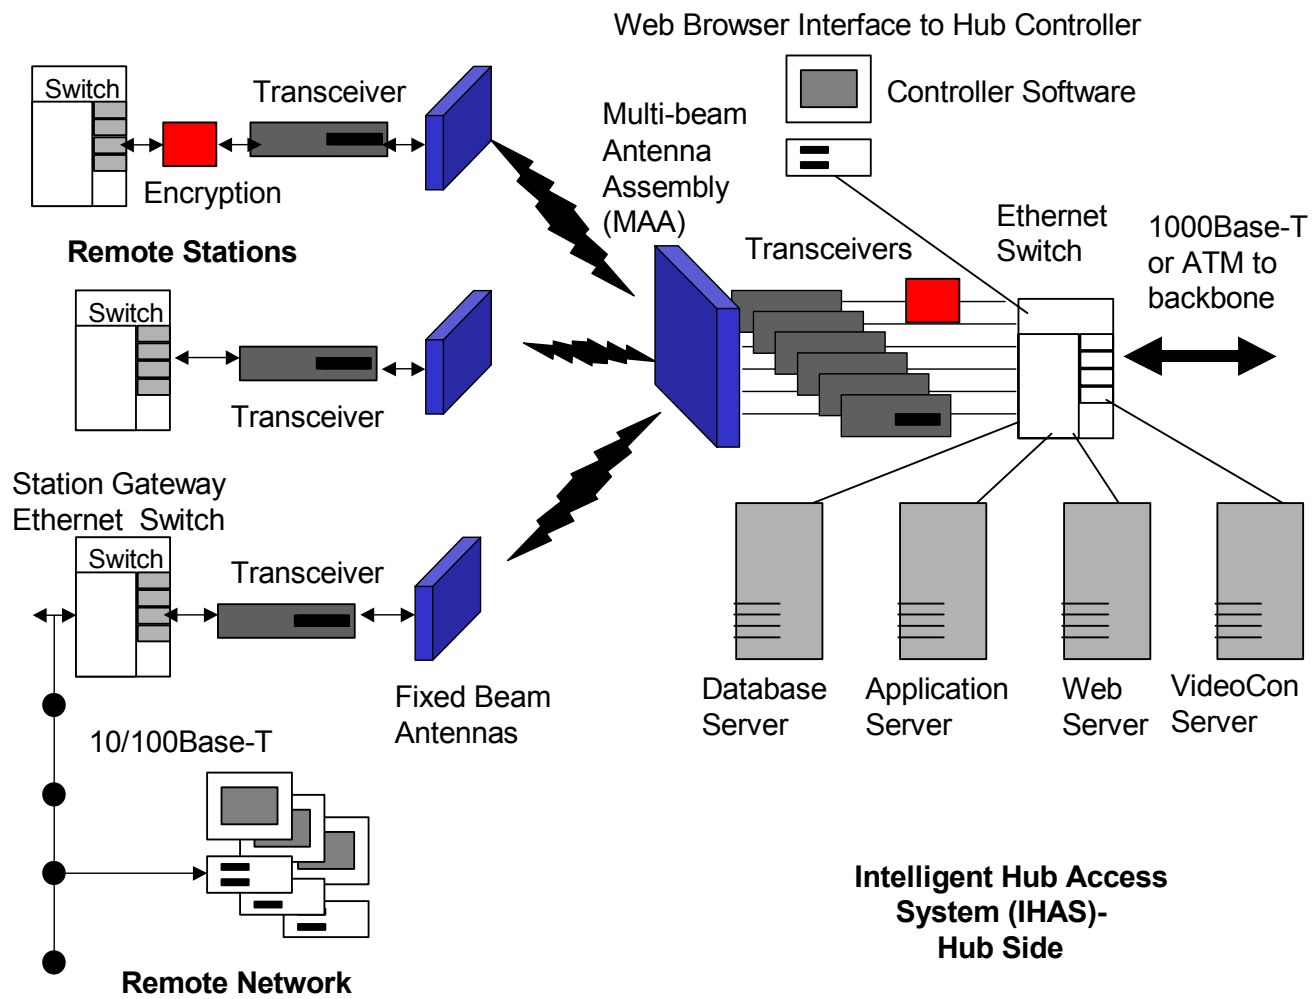 Web Browser Interface to Hub Controller
Switch
Transceiver
Encryption
Remote Stations
Controller Software
Multi-beam
Antenna
Assembly
(MAA)
Transceivers
Ethernet
Switch
1000Base-T
or ATM to
backbone
Switch
Transceiver
Station Gateway
Ethernet Switch
Switch
Transceiver
Fixed Beam
Antennas
10/100Base-T
Remote Network
Database
Server
Application
Server
Web
Server
VideoCon
Server
Intelligent Hub Access
System (IHAS)-
Hub Side